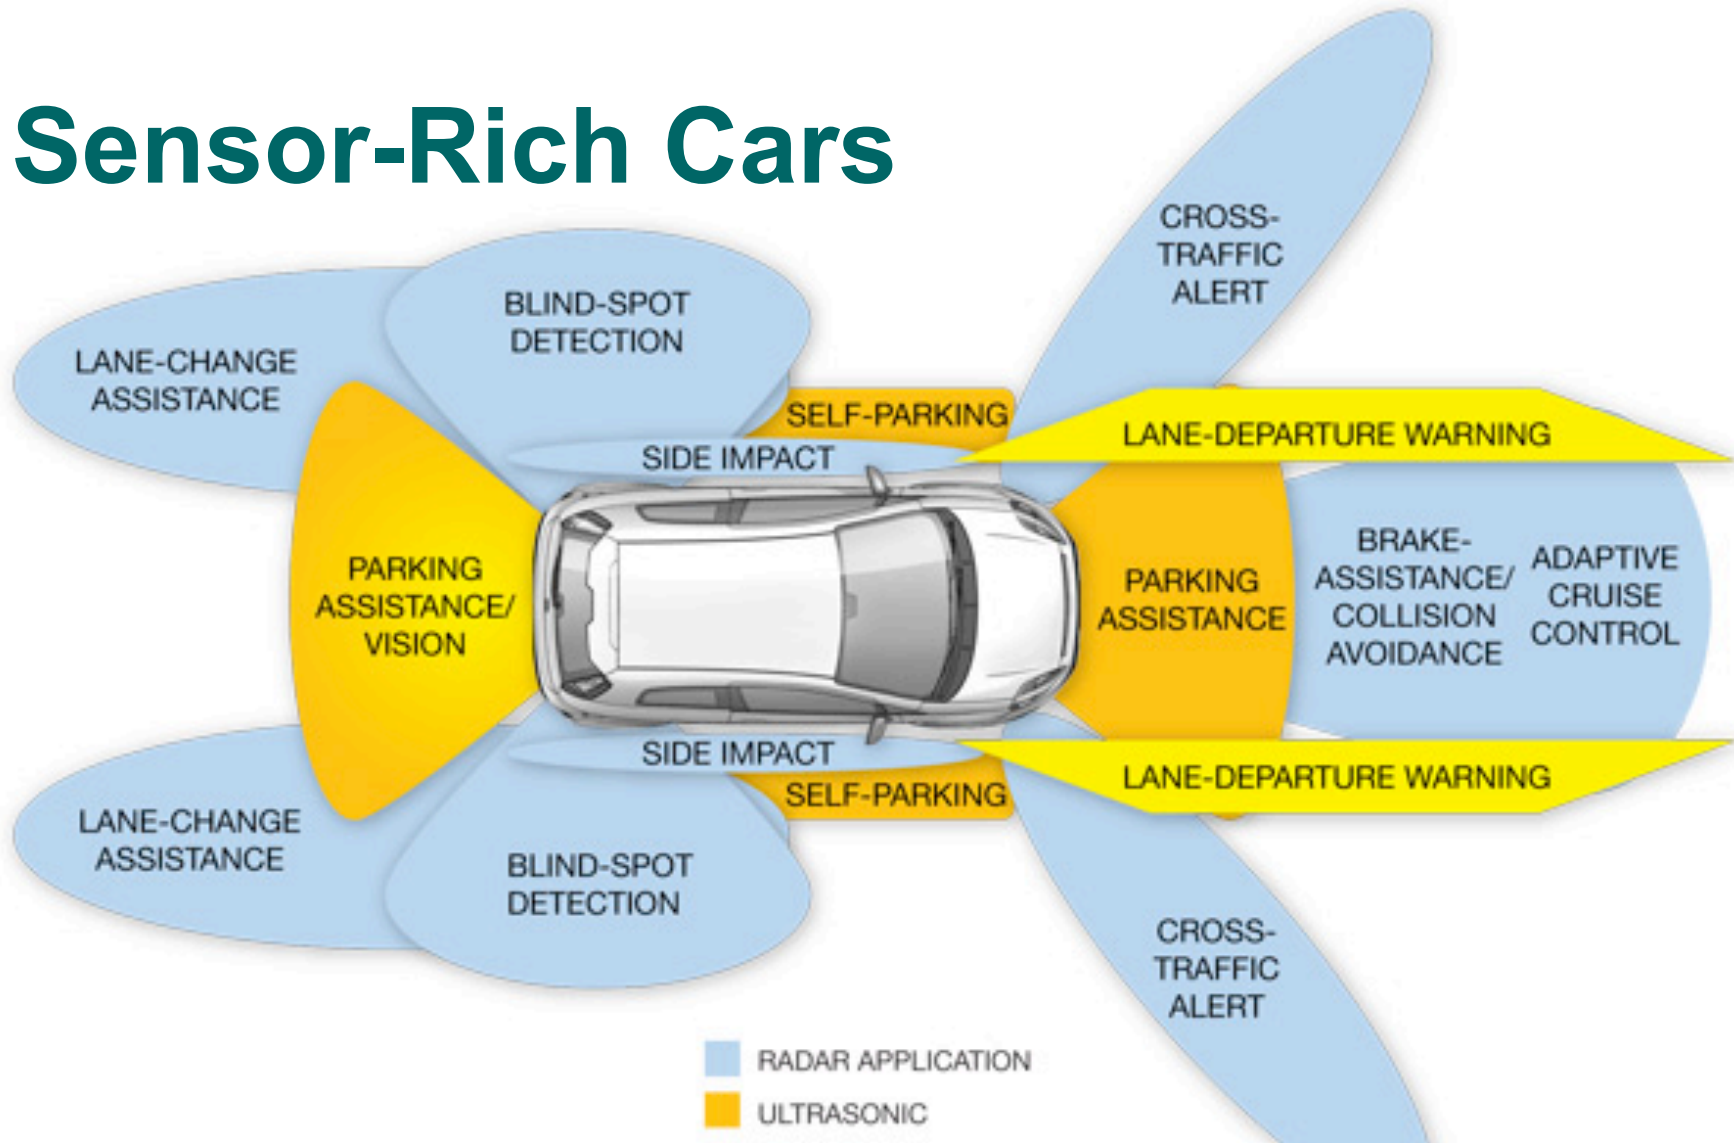 Sensor-Rich Cars
CROSS-
TRAFFIC
ALERT
BLIND-SPOT
DETECTION
LANE-CHANGE
ASSISTANCE
SELF-PARKING
LANE-DEPARTURE WARNING
SIDE IMPACT
PARKING
ASSISTANCE/
VISION
PARKING
ASSISTANCE
BRAKE-
ASSISTANCE/
COLLISION
AVOIDANCE
ADAPTIVE
CRUISE
CONTROL
SIDE IMPACT
LANE-DEPARTURE WARNING
SELF-PARKING
LANE-CHANGE
ASSISTANCE
BLIND-SPOT
DETECTION
CROSS-
TRAFFIC
ALERT
RADAR APPLICATION
ULTRASONIC